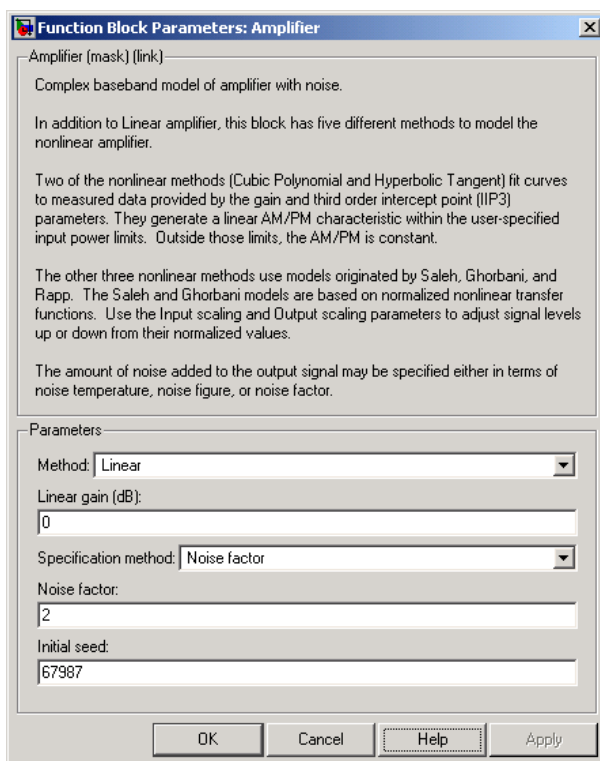 Function Block Parameters: Amplifier
Amplifier (mask) (link)
Complex baseband model of amplifier with noise.
In addition to Linear amplifier, this block has five different methods to model the
nonlinear amplifier.
Two of the nonlinear methods (Cubic Polynomial and Hyperbolic Tangent) fit curves
to measured data provided by the gain and third order intercept point (IIP3)
parameters. They generate a linear AM/PM characteristic within the user-specified
input power limits. Outside those limits, the AM/PM is constant.
The other three nonlinear methods use models originated by Saleh, Ghorbani, and
Rapp. The Saleh and Ghorbani models are based on normalized nonlinear transfer
functions. Use the Input scaling and Output scaling parameters to adjust signal levels
up or down from their normalized values.
The amount of noise added to the output signal may be specified either in terms of
noise temperature, noise figure, or noise factor.
Parameters
Method: Linear
Linear gain (dB):
0
Specification method: Noise factor
Noise factor:
2
Initial seed:
67987
OK Cancel Help Apply